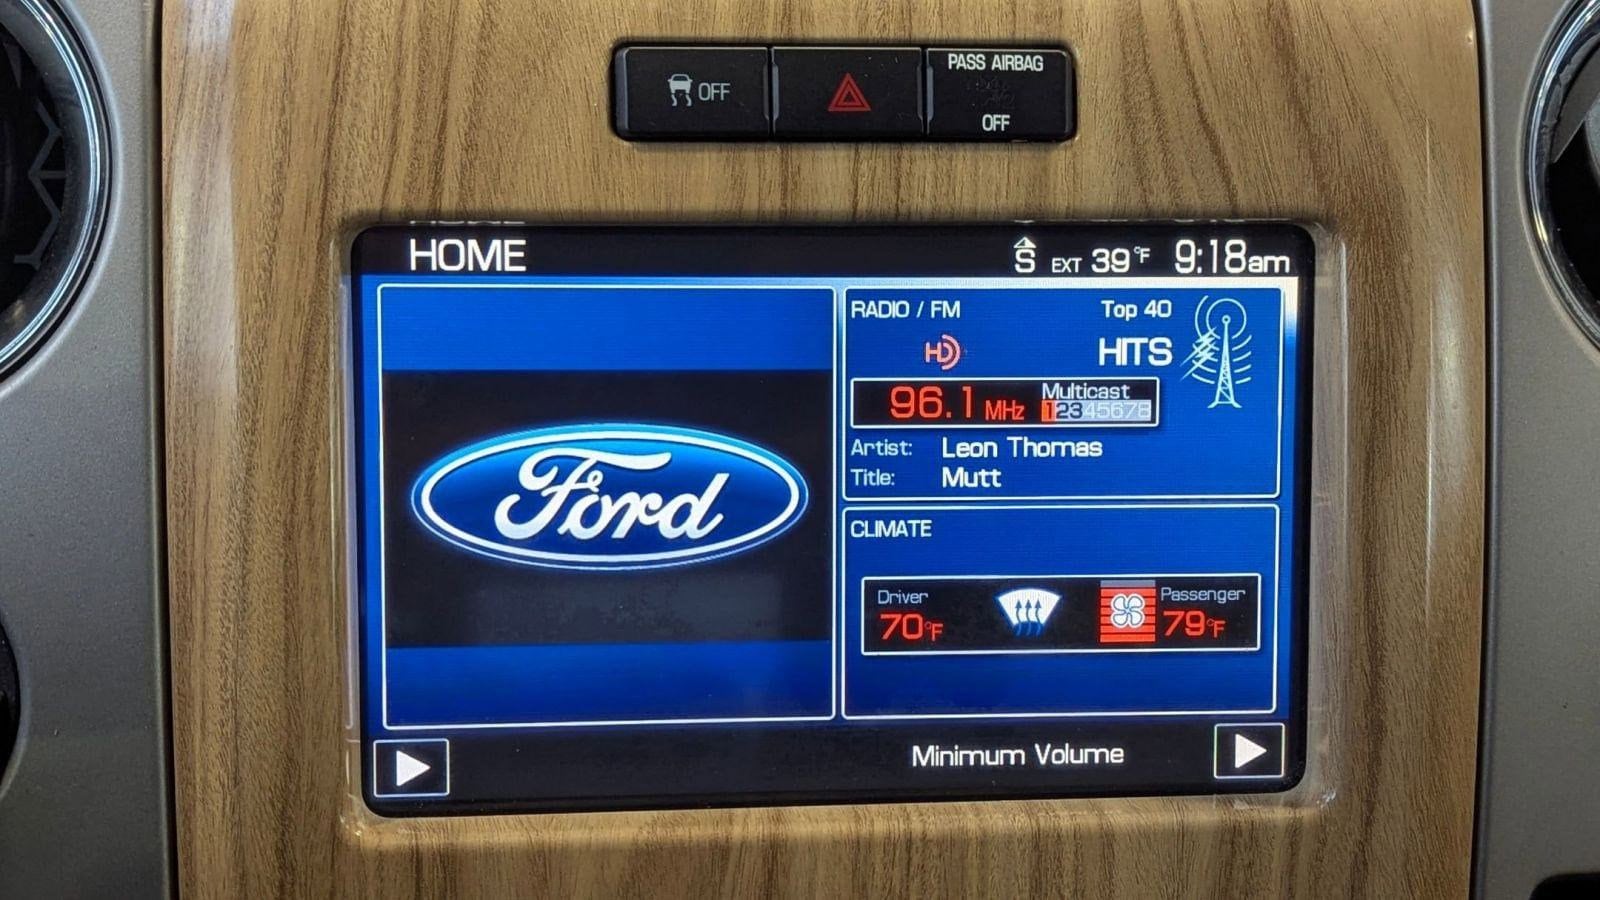 OFF
PASS AIRBAG
OFF
HOME
S EXT 39°F 9:18am
RADIO / FM Top 40
HD HITS
96.1 MHz Multicast
12345678
Artist: Leon Thomas
Title: Mutt
Ford
CLIMATE
Driver Passenger
70°F 79°F
Minimum Volume